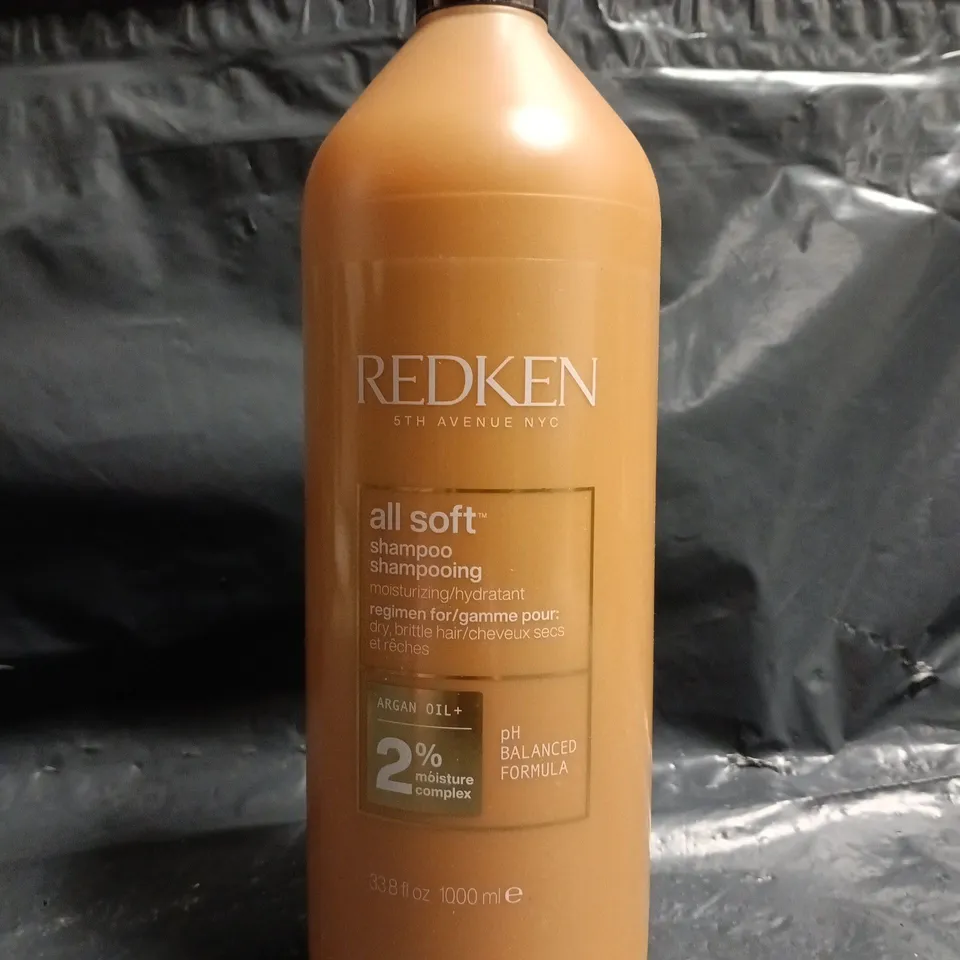 REDKEN
5TH AVENUE NYC
all soft™
shampoo
shampooing
moisturizing/hydratant
regimen for/gamme pour:
dry, brittle hair/cheveux secs
et rêches
ARGAN OIL+
2%
moisture
complex
pH
BALANCED
FORMULA
33.8 fl oz 1000 ml ℮